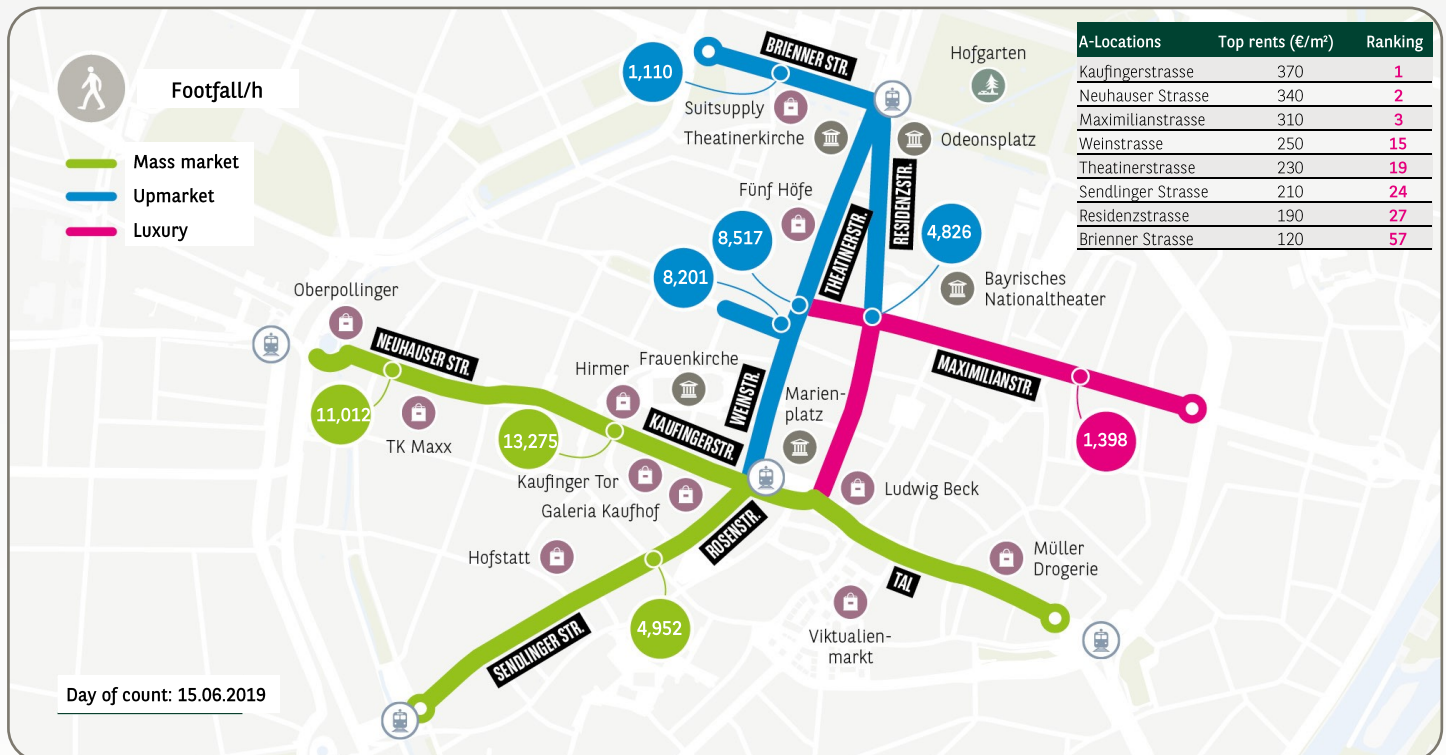 Footfall/h
Mass market
Upmarket
Luxury
A-Locations Top rents (€/m²) Ranking
Kaufingerstrasse 370 1
Neuhauser Strasse 340 2
Maximilianstrasse 310 3
Weinstrasse 250 15
Theatinerstrasse 230 19
Sendlinger Strasse 210 24
Residenzstrasse 190 27
Brienner Strasse 120 57
BRIENNER STR.
1,110
Hofgarten
Suitsupply
Theatinerkirche
Odeonsplatz
Fünf Höfe
RESIDENZSTR.
THEATINERSTR.
8,517
4,826
8,201
Bayrisches
Nationaltheater
Oberpollinger
NEUHAUSER STR.
Hirmer
Frauenkirche
MAXIMILIANSTR.
WEINSTR.
Marien-
platz
11,012
TK Maxx
13,275
KAUFINGERSTR.
1,398
Kaufinger Tor
Galeria Kaufhof
Ludwig Beck
ROSENSTR.
Hofstatt
Müller
Drogerie
TAL
4,952
SENDLINGER STR.
Viktualien-
markt
Day of count: 15.06.2019